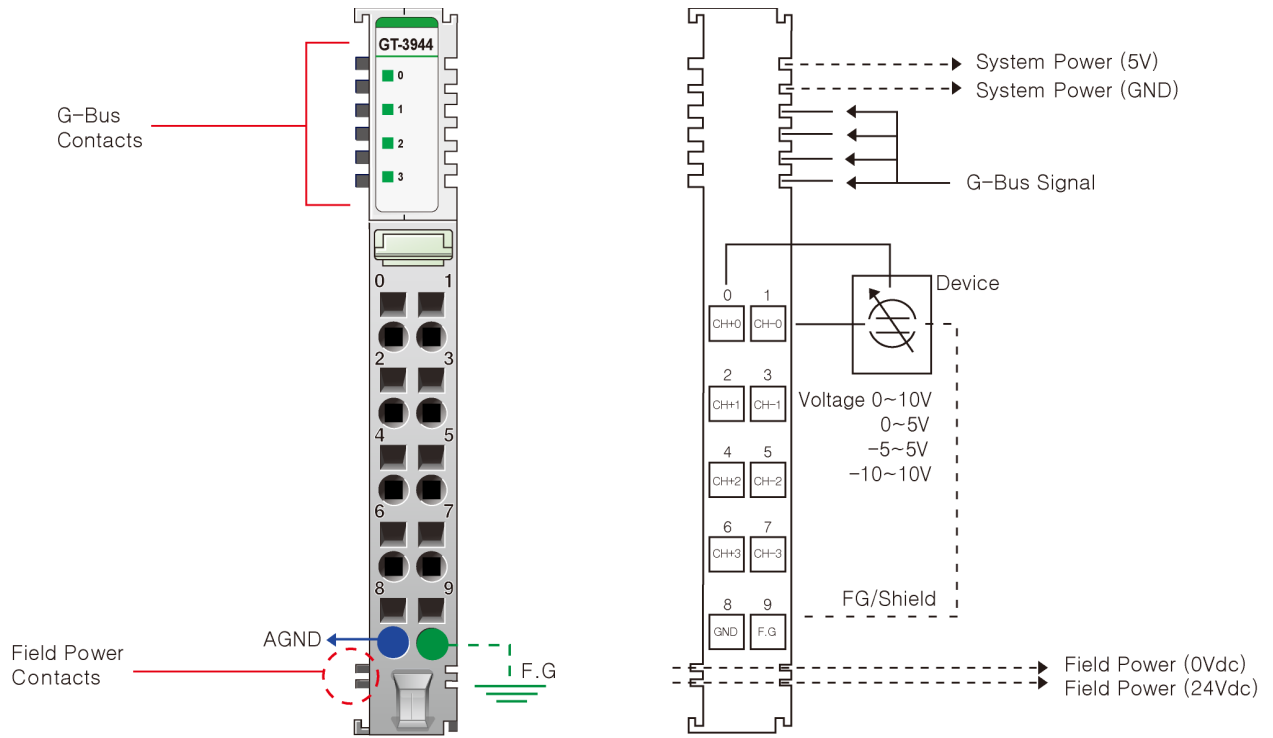 GT-3944
0
1
2
3
G-Bus
Contacts
0 1
2 3
4 5
6 7
8 9
AGND
F.G
Field Power
Contacts
System Power (5V)
System Power (GND)
G-Bus Signal
Device
0 1
CH+0 CH-0
2 3
CH+1 CH-1
Voltage 0~10V
0~5V
-5~5V
-10~10V
4 5
CH+2 CH-2
6 7
CH+3 CH-3
8 9
GND F.G
FG/Shield
Field Power (0Vdc)
Field Power (24Vdc)